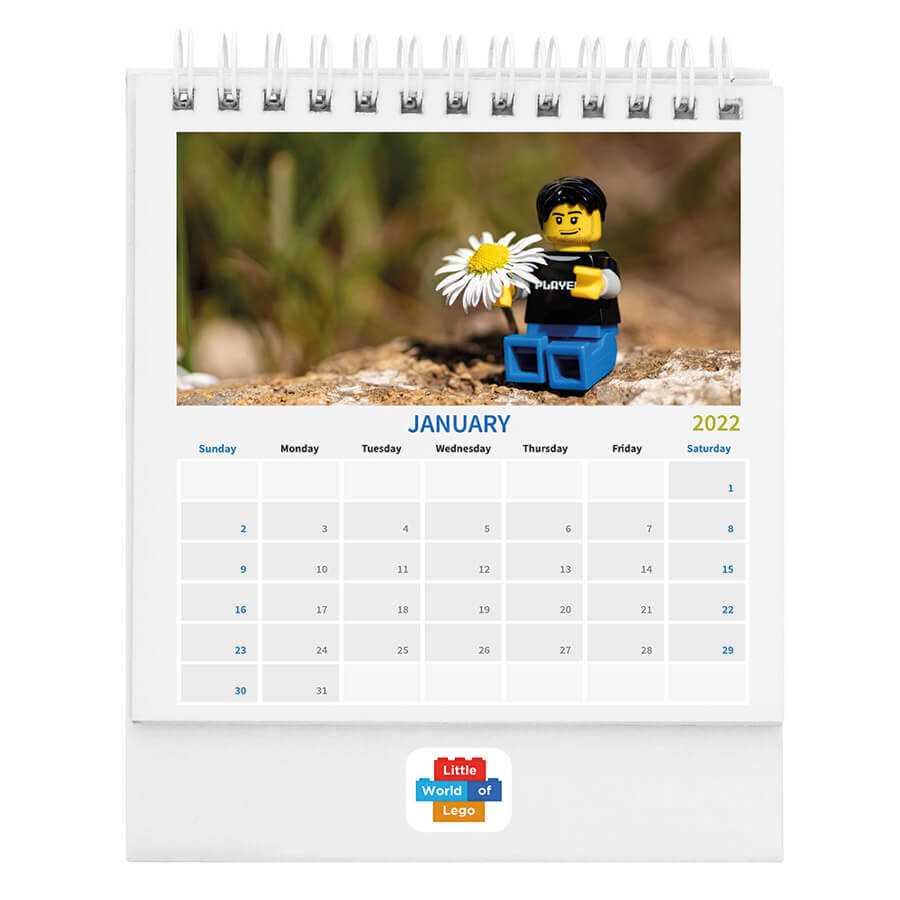 PLAYE
JANUARY 2022
Sunday Monday Tuesday Wednesday Thursday Friday Saturday
1
2 3 4 5 6 7 8
9 10 11 12 13 14 15
16 17 18 19 20 21 22
23 24 25 26 27 28 29
30 31
Little
World of
Lego